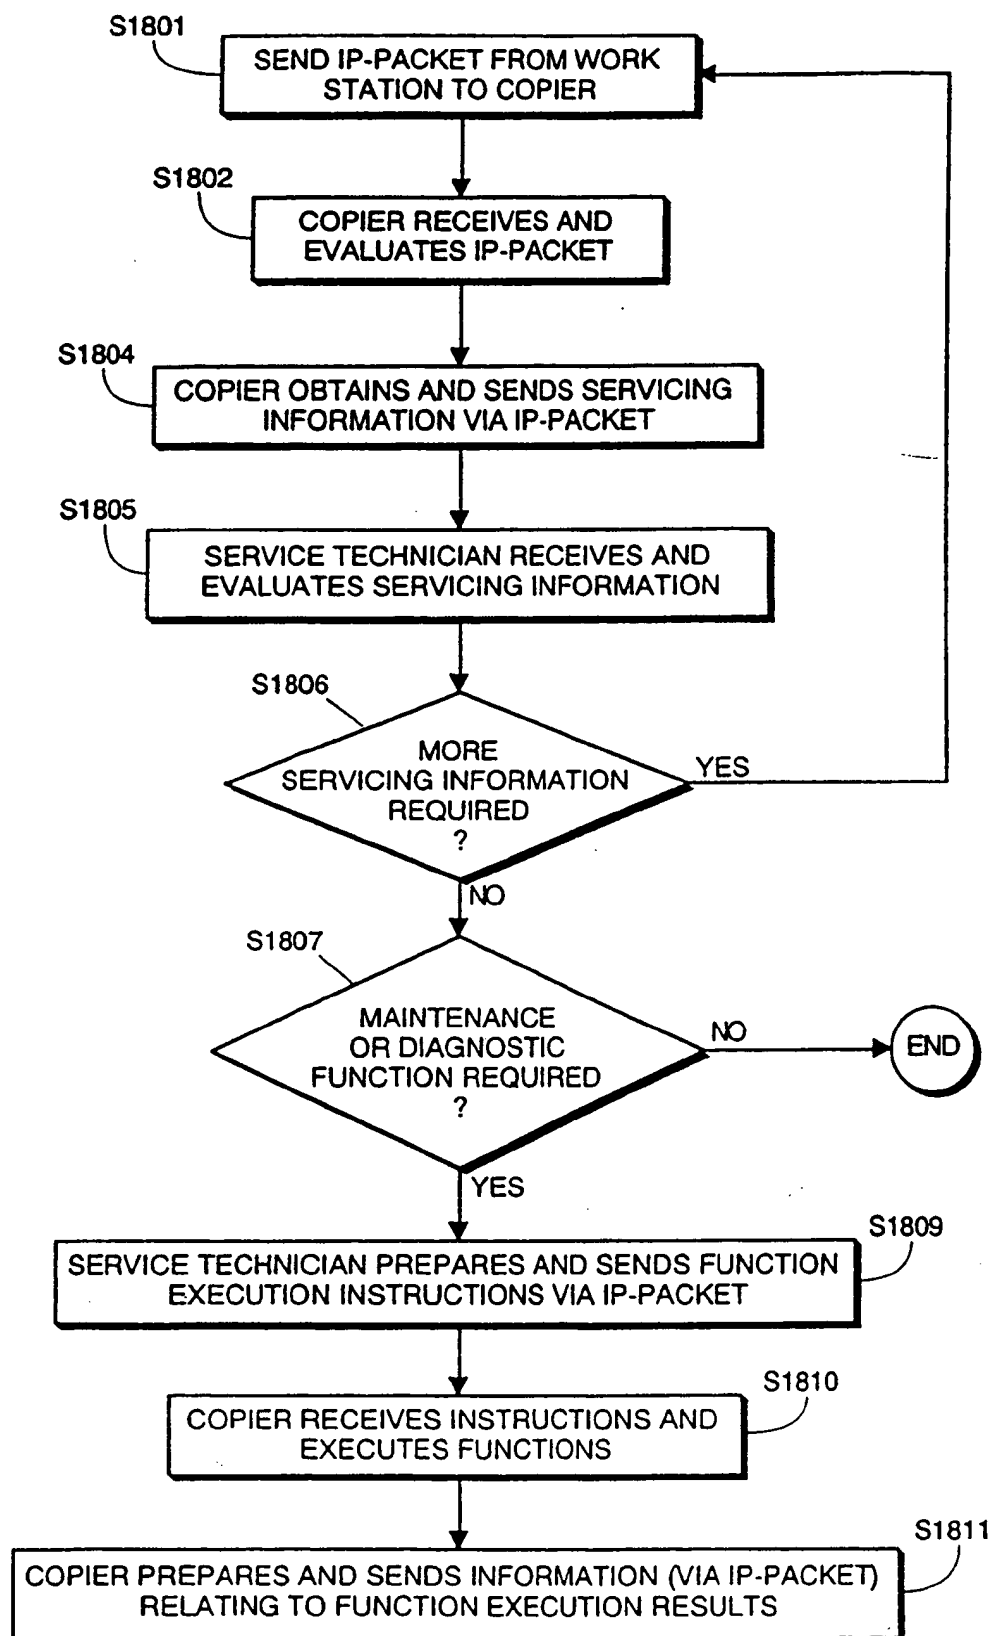 S1801
SEND IP-PACKET FROM WORK
STATION TO COPIER
S1802
COPIER RECEIVES AND
EVALUATES IP-PACKET
S1804
COPIER OBTAINS AND SENDS SERVICING
INFORMATION VIA IP-PACKET
S1805
SERVICE TECHNICIAN RECEIVES AND
EVALUATES SERVICING INFORMATION
S1806
MORE
SERVICING INFORMATION
REQUIRED
?
YES
NO
S1807
MAINTENANCE
OR DIAGNOSTIC
FUNCTION REQUIRED
?
NO
END
YES
S1809
SERVICE TECHNICIAN PREPARES AND SENDS FUNCTION
EXECUTION INSTRUCTIONS VIA IP-PACKET
S1810
COPIER RECEIVES INSTRUCTIONS AND
EXECUTES FUNCTIONS
S1811
COPIER PREPARES AND SENDS INFORMATION (VIA IP-PACKET)
RELATING TO FUNCTION EXECUTION RESULTS